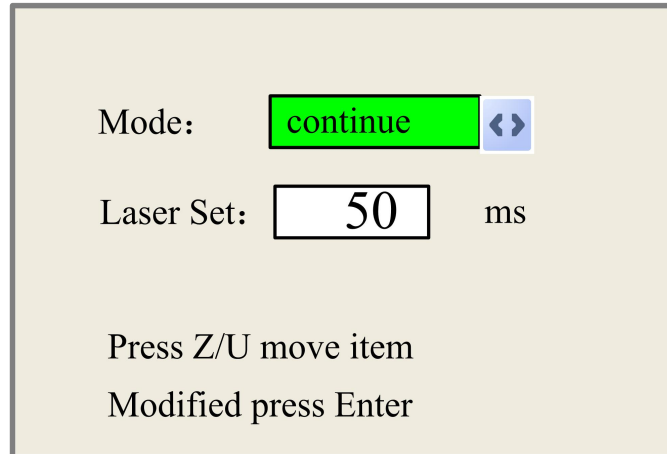 Mode： continue
Laser Set： 50 ms
Press Z/U move item
Modified press Enter